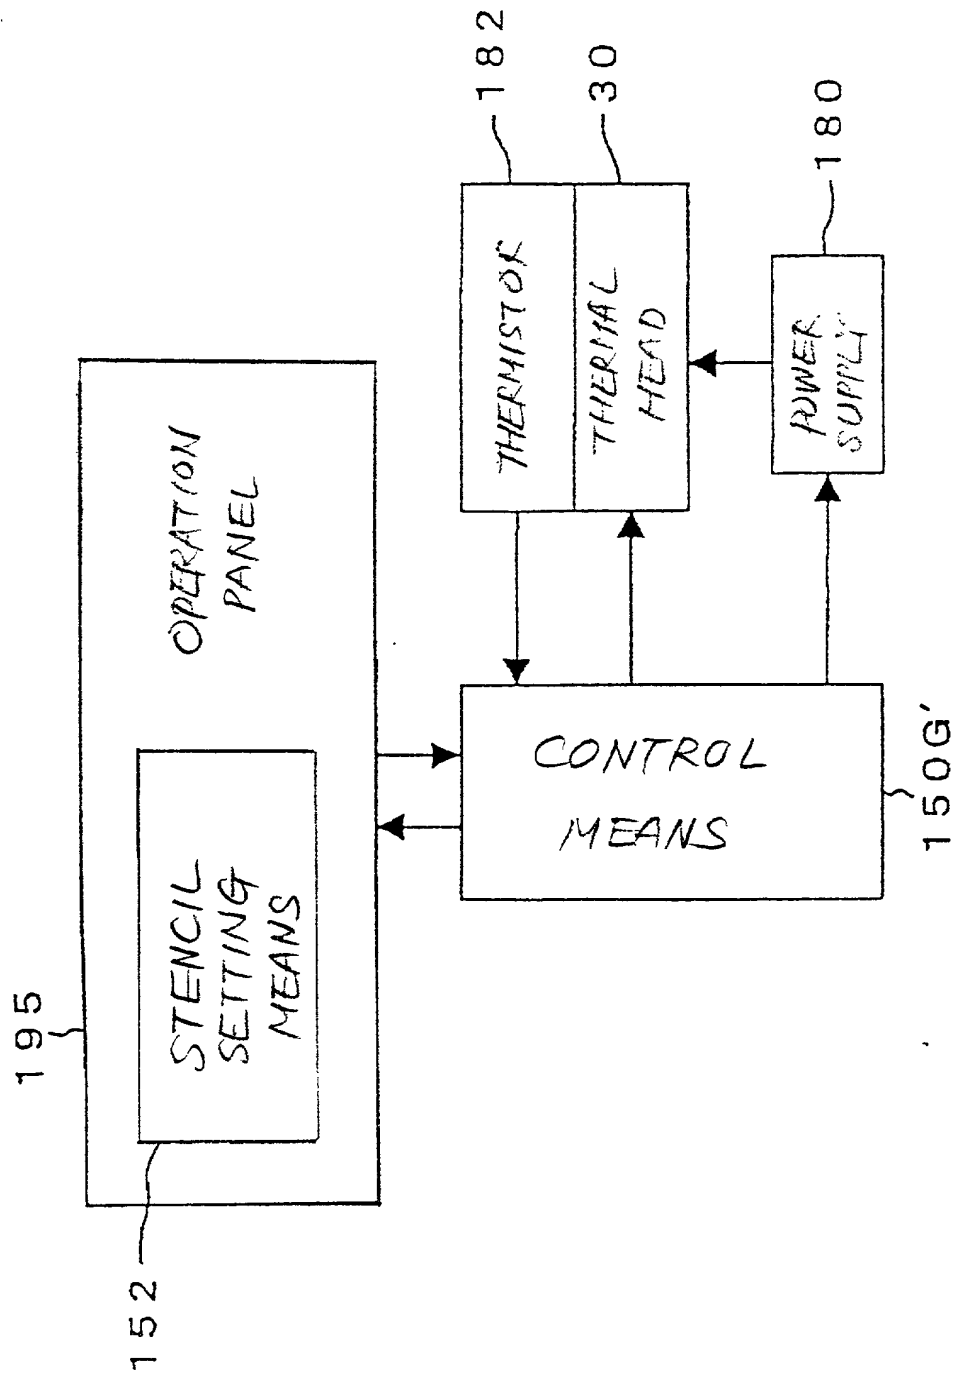 195
152
STENCIL
SETTING
MEANS
OPERATION
PANEL
CONTROL
MEANS
150G'
THERMISTOR
182
THERMAL
HEAD
30
POWER
SUPPLY
180